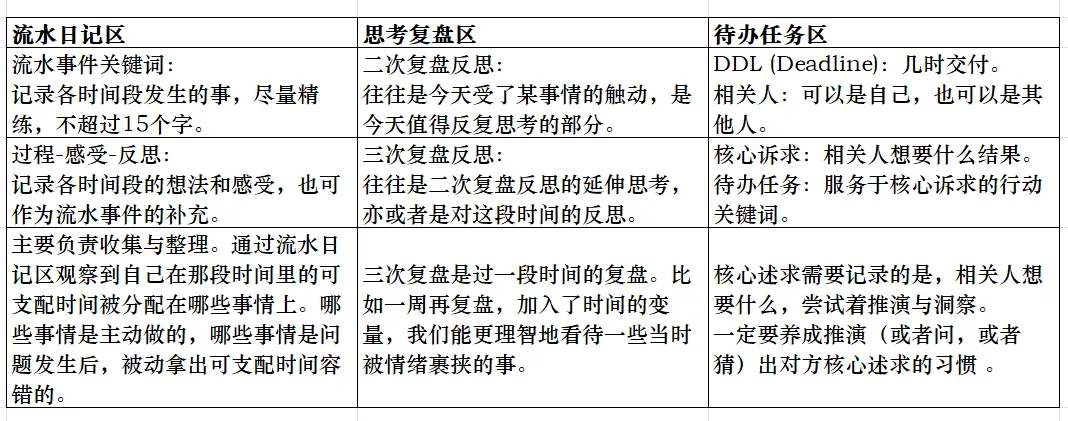 流水日记区
思考复盘区
待办任务区
流水事件关键词：
记录各时间段发生的事，尽量精
练，不超过15个字。
二次复盘反思：
往往是今天受了某事情的触动，是
今天值得反复思考的部分。
DDL (Deadline)：几时交付。
相关人：可以是自己，也可以是其
他人。
过程-感受-反思：
记录各时间段的想法和感受，也可
作为流水事件的补充。
三次复盘反思：
往往是二次复盘反思的延伸思考，
亦或者是对这段时间的反思。
核心诉求：相关人想要什么结果。
待办任务：服务于核心诉求的行动
关键词。
主要负责收集与整理。通过流水日
记区观察到自己在那段时间里的可
支配时间被分配在哪些事情上。哪
些事情是主动做的，哪些事情是问
题发生后，被动拿出可支配时间容
错的。
三次复盘是过一段时间的复盘。比
如一周再复盘，加入了时间的变
量，我们能更理智地看待一些当时
被情绪裹挟的事。
核心述求需要记录的是，相关人想
要什么，尝试着推演与洞察。
一定要养成推演（或者问，或者
猜）出对方核心述求的习惯 。